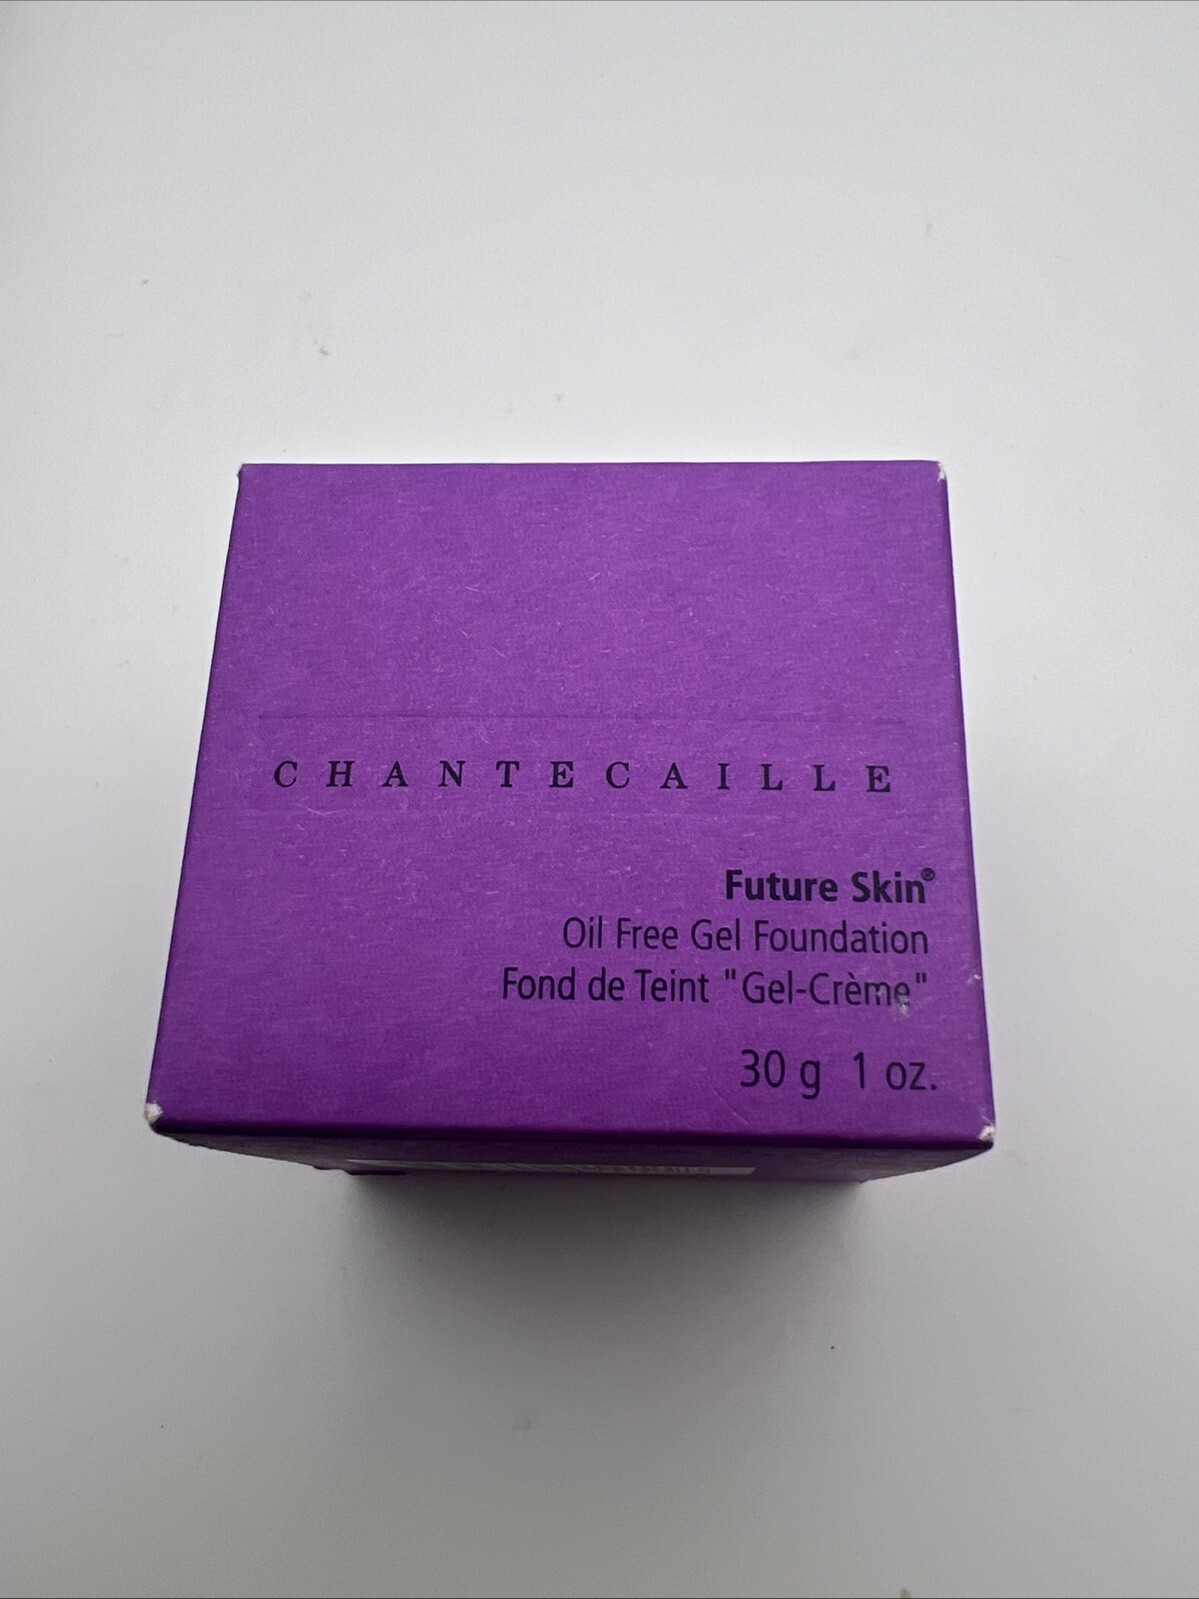 CHANTECAILLE
Future Skin®
Oil Free Gel Foundation
Fond de Teint "Gel-Crème"
30 g 1 oz.